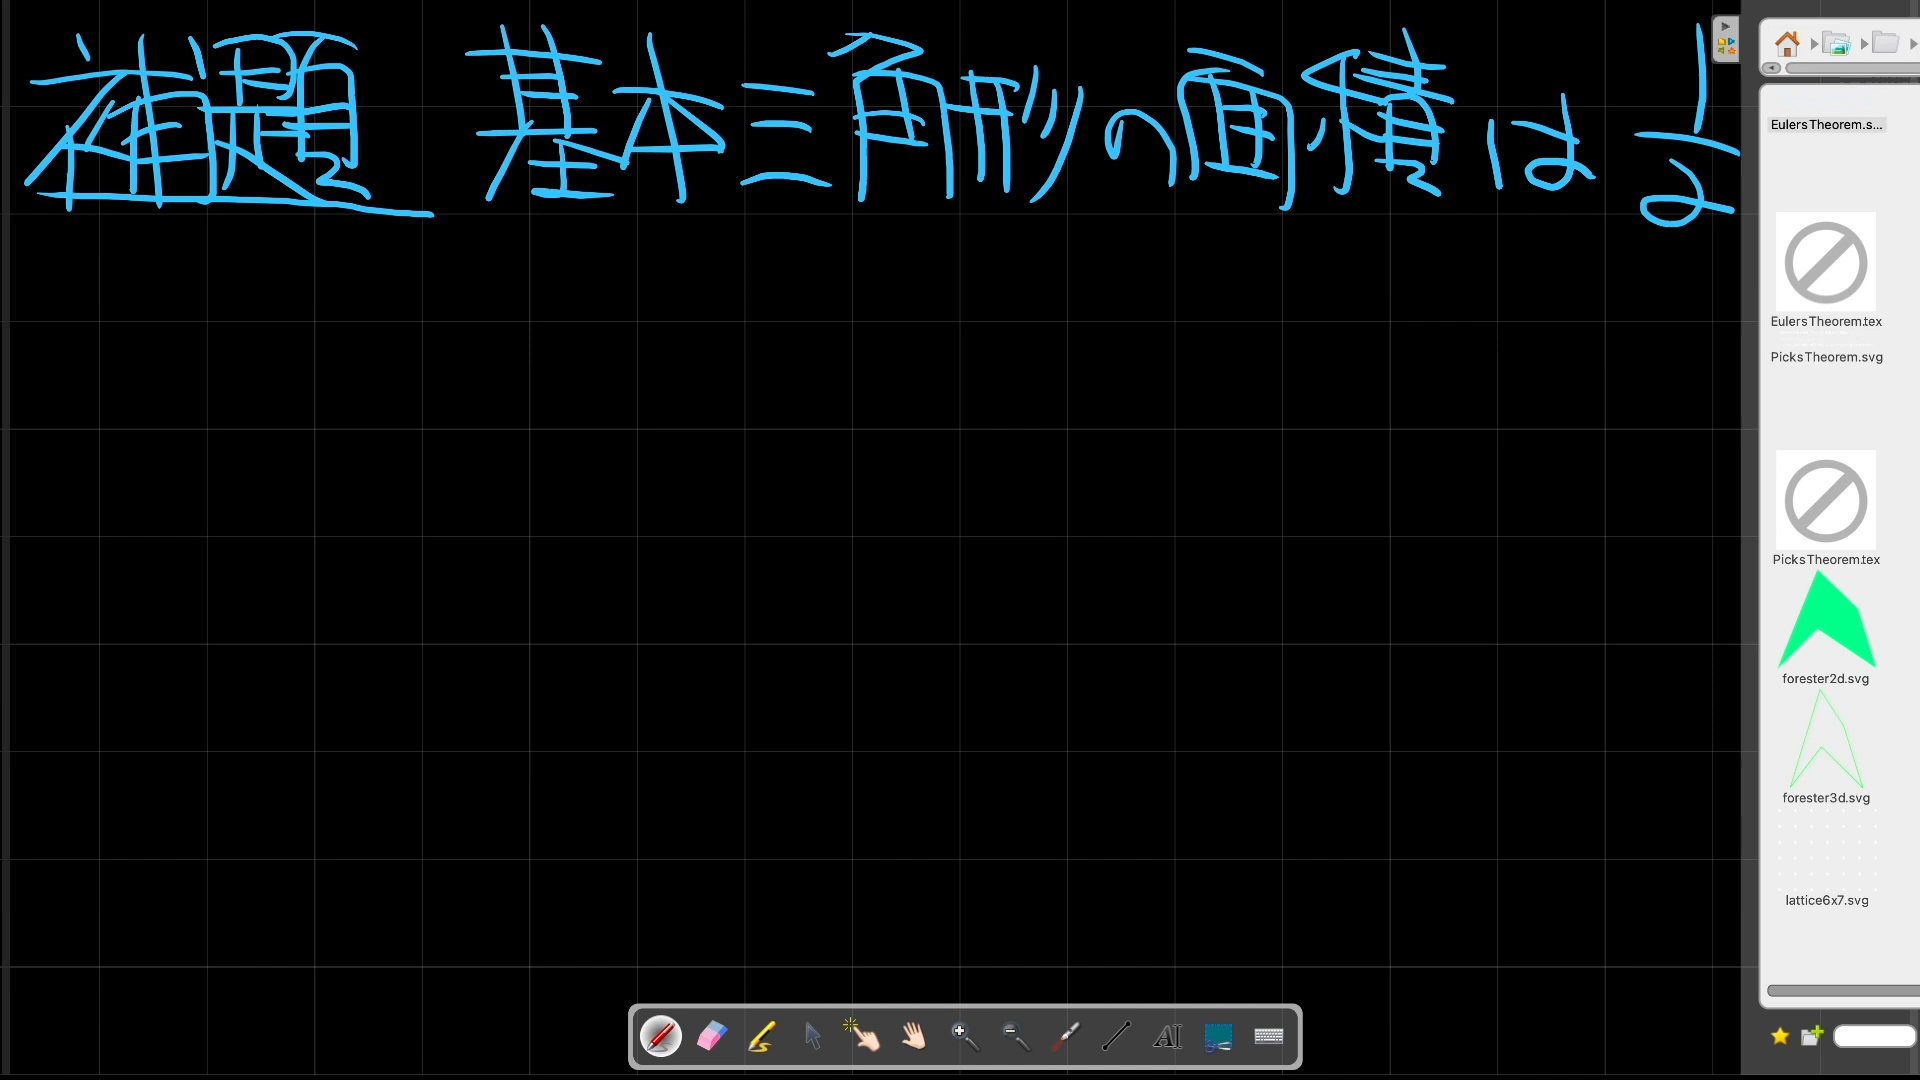 補題 基本三角形の面積は 1/2
EulersTheorem.s...
EulersTheorem.tex
PicksTheorem.svg
PicksTheorem.tex
forester2d.svg
forester3d.svg
lattice6x7.svg
AI